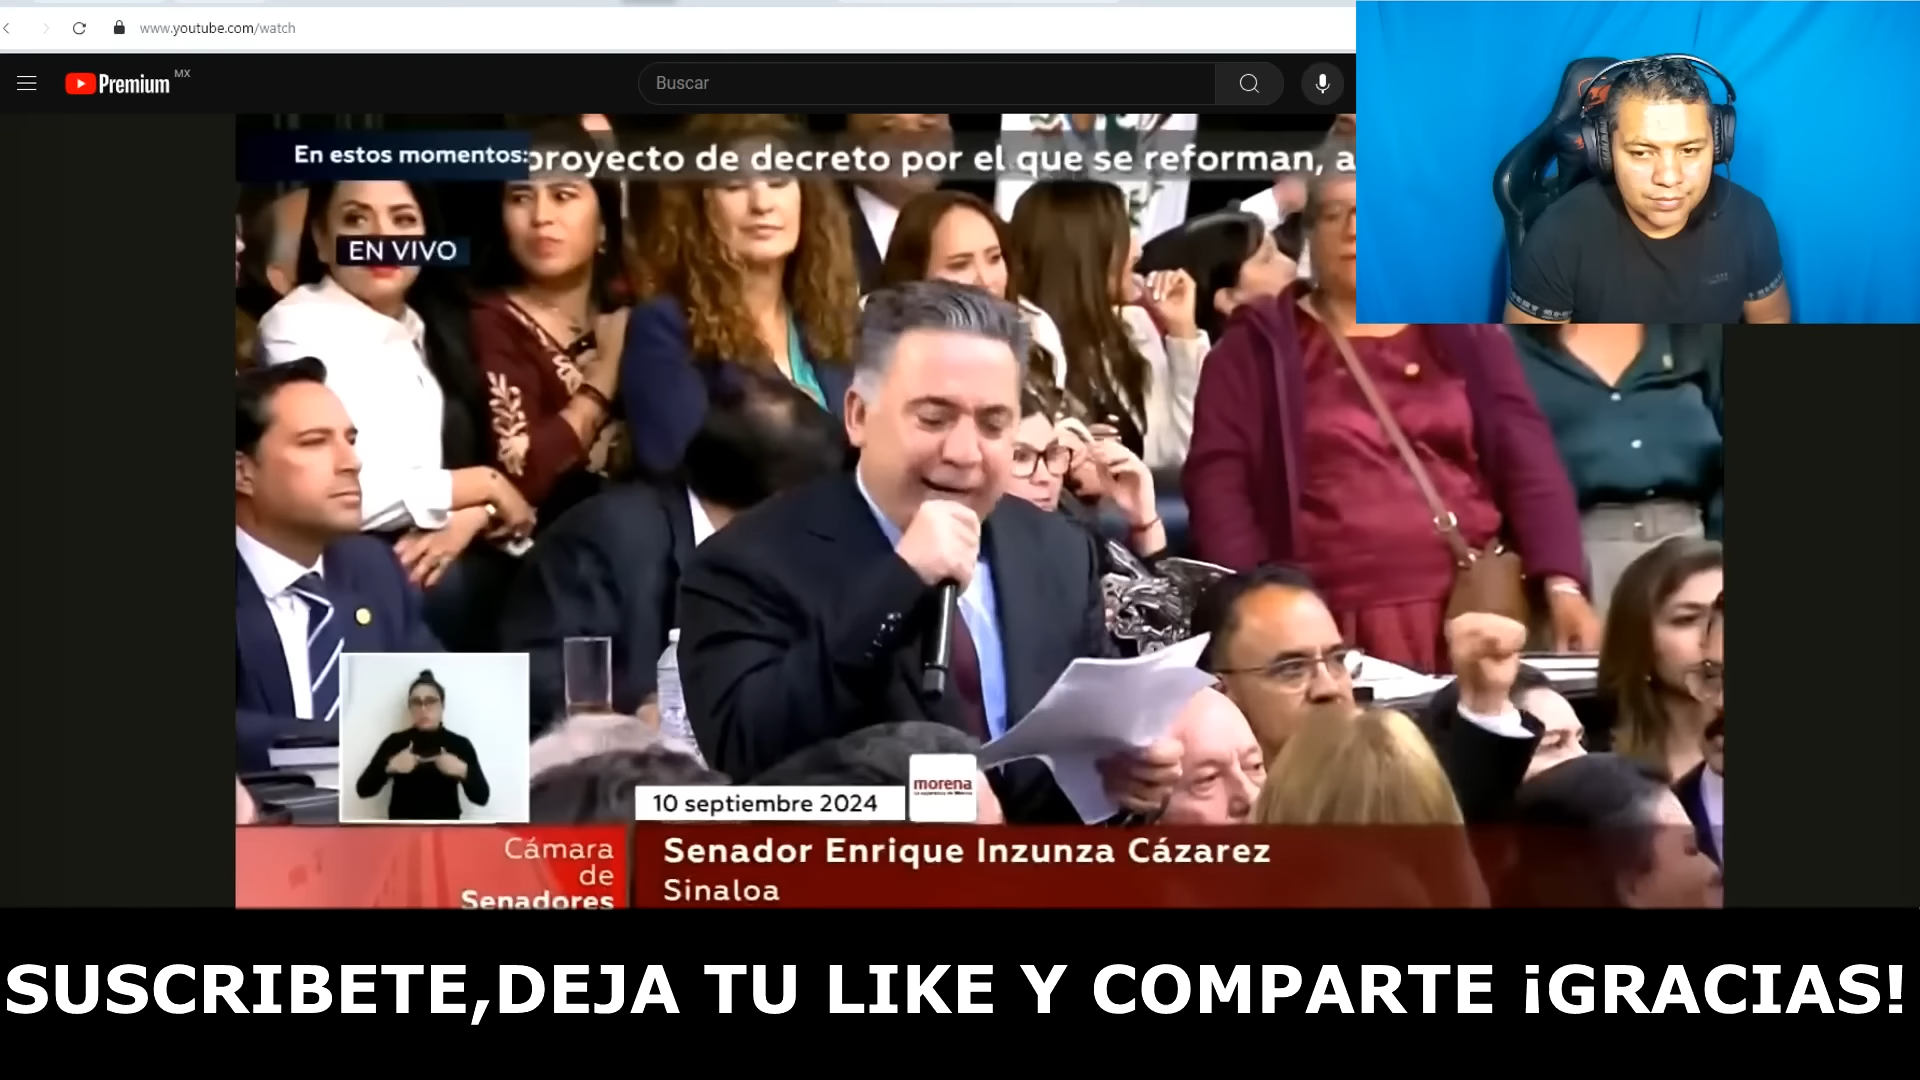 www.youtube.com/watch
Premium MX
Buscar
En estos momentos: proyecto de decreto por el que se reforman, a
EN VIVO
10 septiembre 2024
morena
Cámara
de
Senadores
Senador Enrique Inzunza Cázarez
Sinaloa
SUSCRIBETE,DEJA TU LIKE Y COMPARTE ¡GRACIAS!